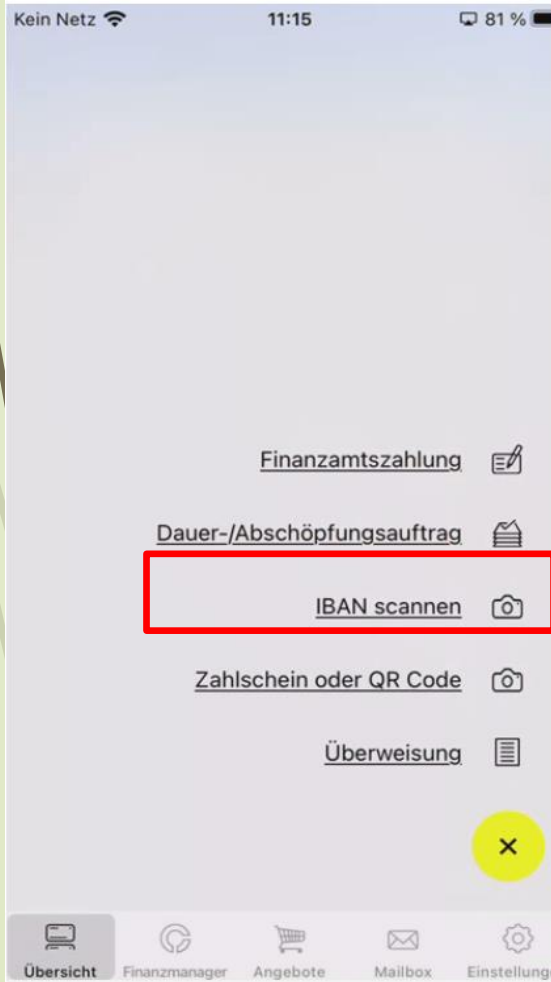 Kein Netz 11:15 81 %
Finanzamtszahlung
Dauer-/Abschöpfungsauftrag
IBAN scannen
Zahlschein oder QR Code
Überweisung
Übersicht Finanzmanager Angebote Mailbox Einstellung